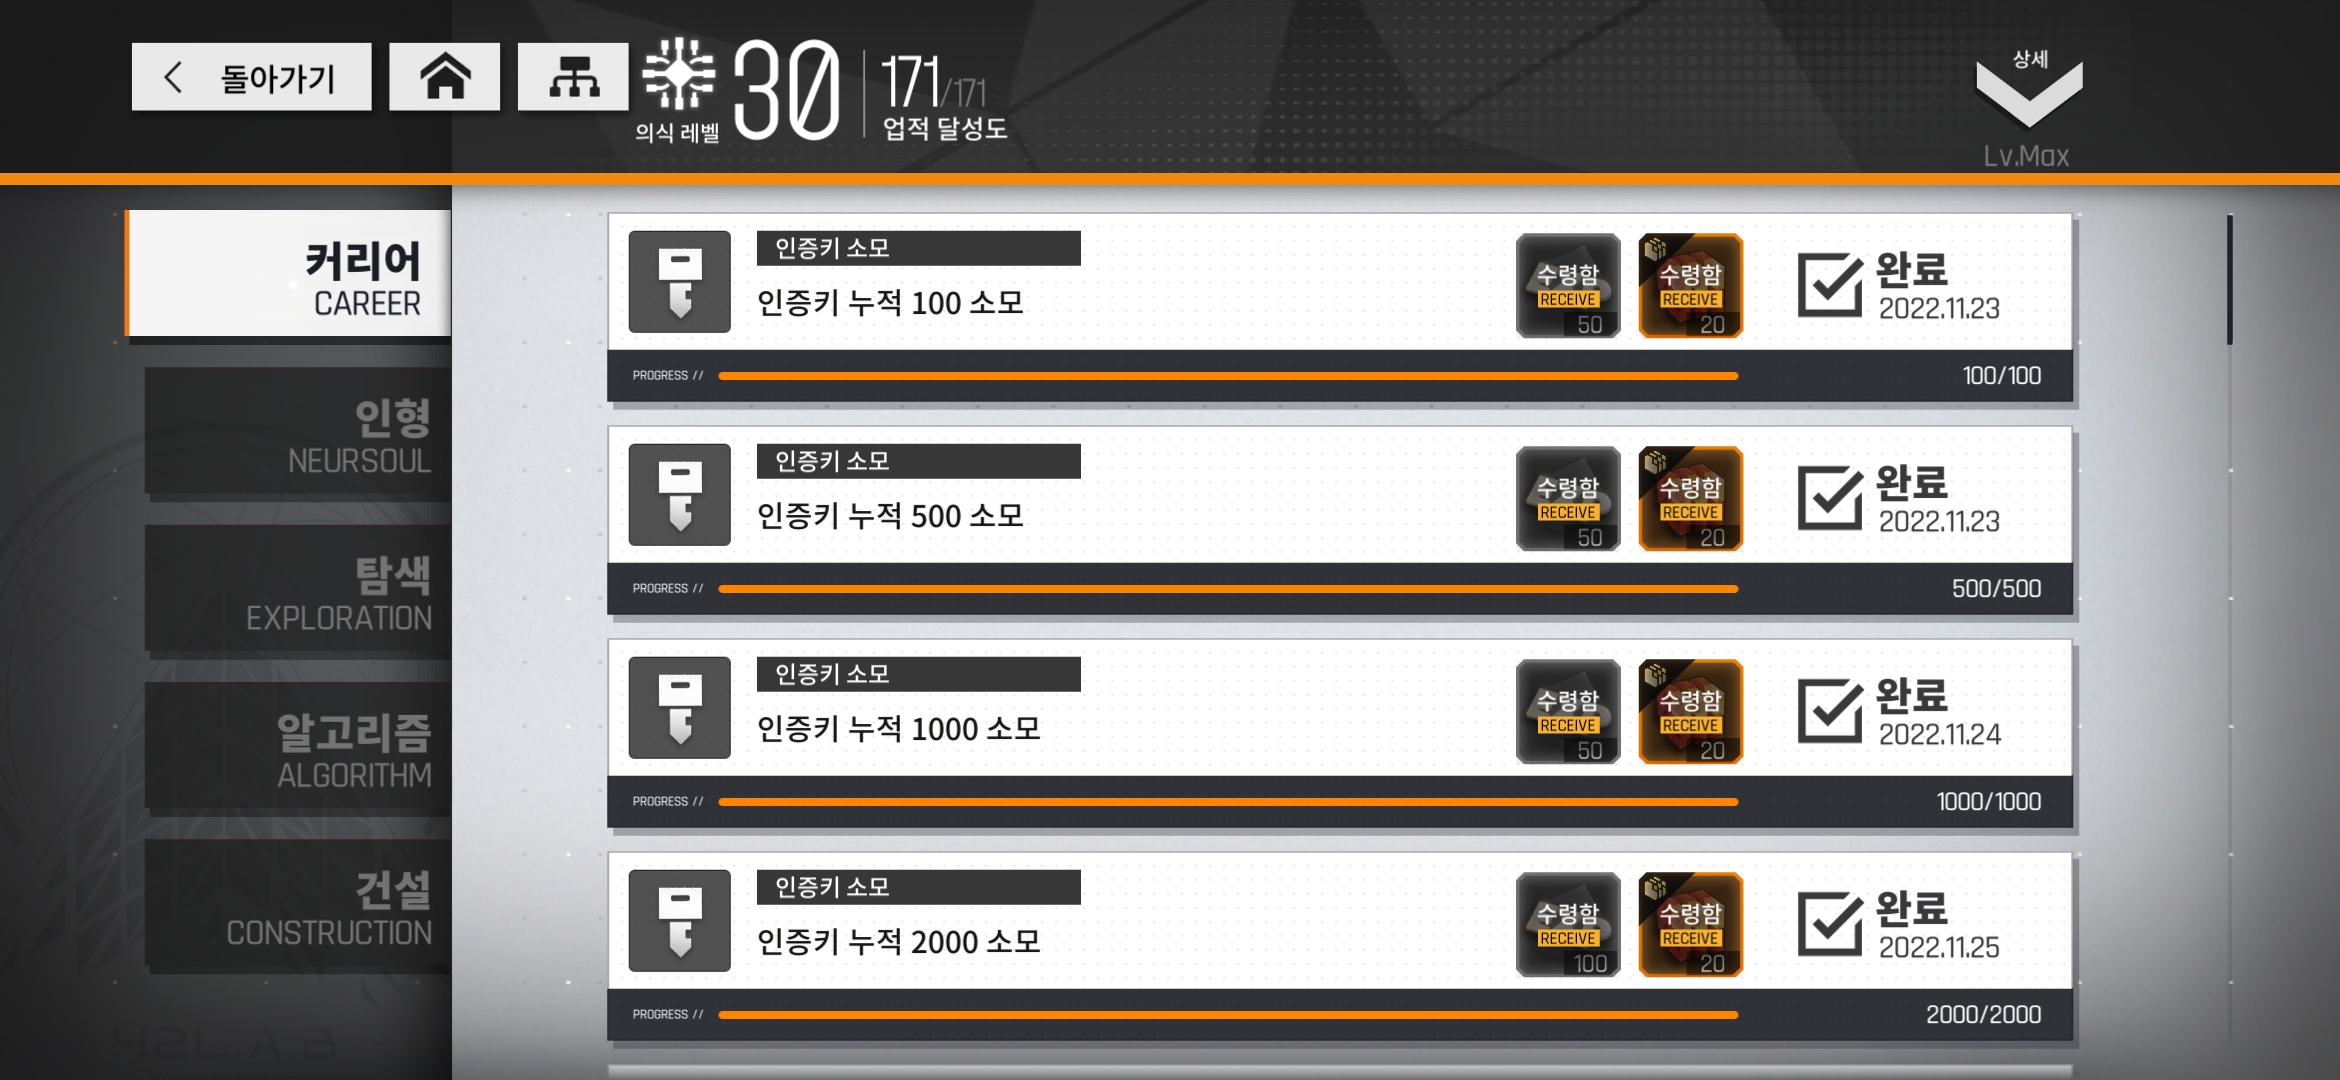 돌아가기
의식 레벨
30
171/171
업적 달성도
상세
Lv.Max
커리어
CAREER
인형
NEURSOUL
탐색
EXPLORATION
알고리즘
ALGORITHM
건설
CONSTRUCTION
42L.A.B
인증키 소모
인증키 누적 100 소모
수령함
RECEIVE
50
수령함
RECEIVE
20
완료
2022.11.23
PROGRESS //
100/100
인증키 소모
인증키 누적 500 소모
수령함
RECEIVE
50
수령함
RECEIVE
20
완료
2022.11.23
PROGRESS //
500/500
인증키 소모
인증키 누적 1000 소모
수령함
RECEIVE
50
수령함
RECEIVE
20
완료
2022.11.24
PROGRESS //
1000/1000
인증키 소모
인증키 누적 2000 소모
수령함
RECEIVE
100
수령함
RECEIVE
20
완료
2022.11.25
PROGRESS //
2000/2000